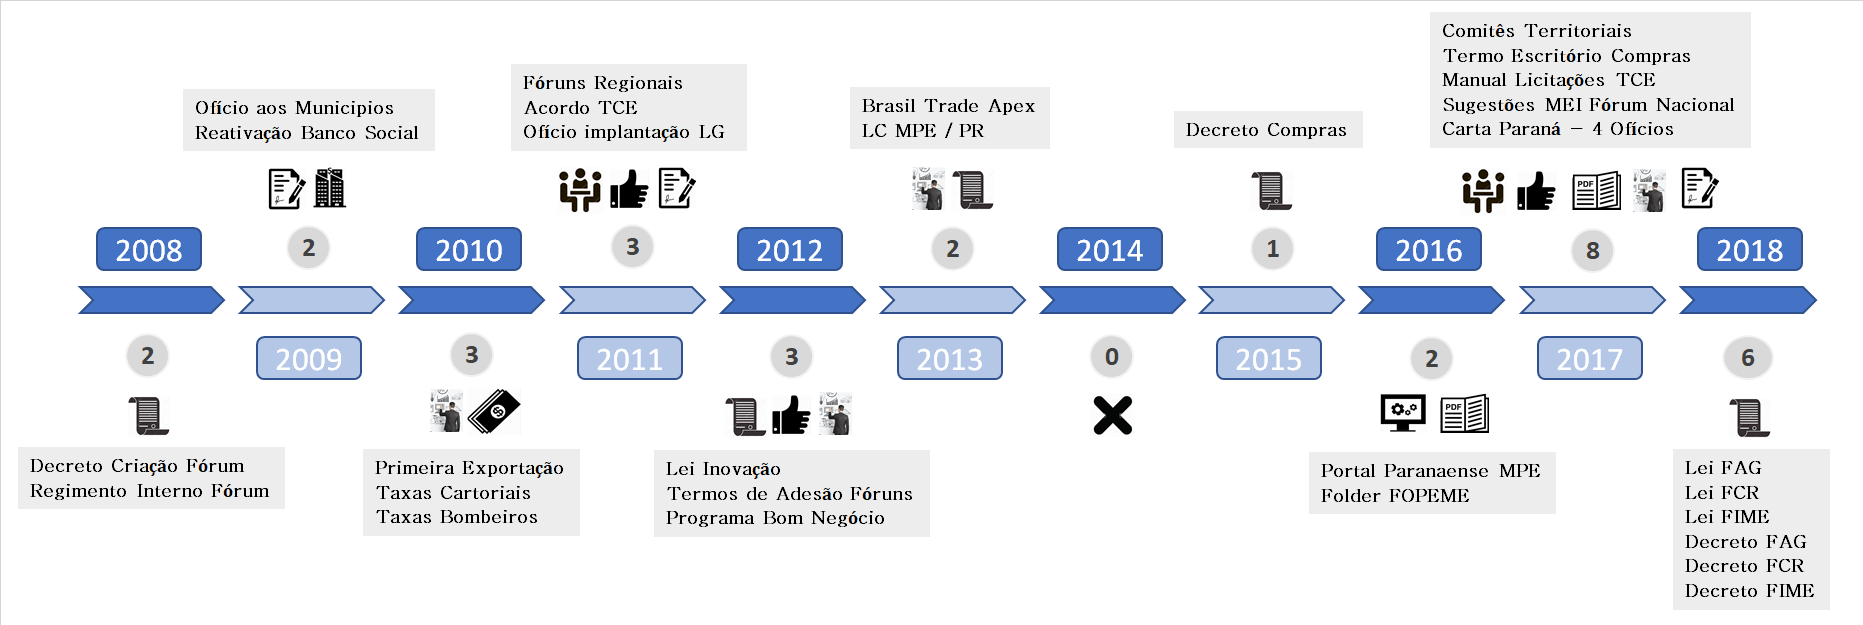 Ofício aos Municipios
Reativação Banco Social
Fóruns Regionais
Acordo TCE
Ofício implantação LG
Brasil Trade Apex
LC MPE / PR
Decreto Compras
Comitês Territoriais
Termo Escritório Compras
Manual Licitações TCE
Sugestões MEI Fórum Nacional
Carta Paraná – 4 Ofícios
PDF
2008
2
2010
3
2012
2
2014
1
2016
8
2018
2
2009
3
2011
3
2013
0
2015
2
2017
6
PDF
Decreto Criação Fórum
Regimento Interno Fórum
Primeira Exportação
Taxas Cartoriais
Taxas Bombeiros
Lei Inovação
Termos de Adesão Fóruns
Programa Bom Negócio
Portal Paranaense MPE
Folder FOPEME
Lei FAG
Lei FCR
Lei FIME
Decreto FAG
Decreto FCR
Decreto FIME